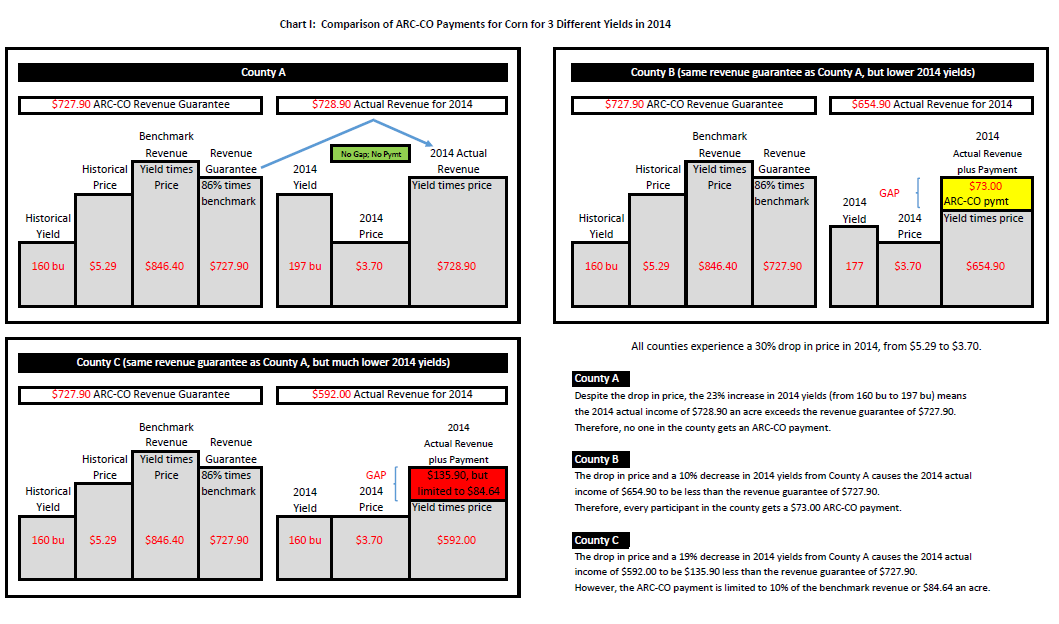 Chart I: Comparison of ARC-CO Payments for Corn for 3 Different Yields in 2014
County A
$727.90 ARC-CO Revenue Guarantee
$728.90 Actual Revenue for 2014
Historical
Yield
160 bu
Historical
Price
$5.29
Benchmark
Revenue
Yield times
Price
$846.40
Revenue
Guarantee
86% times
benchmark
$727.90
2014
Yield
197 bu
No Gap; No Pymt
2014
Price
$3.70
2014 Actual
Revenue
Yield times price
$728.90
County B (same revenue guarantee as County A, but lower 2014 yields)
$727.90 ARC-CO Revenue Guarantee
$654.90 Actual Revenue for 2014
Historical
Yield
160 bu
Historical
Price
$5.29
Benchmark
Revenue
Yield times
Price
$846.40
Revenue
Guarantee
86% times
benchmark
$727.90
2014
Yield
177
GAP
2014
Price
$3.70
2014
Actual Revenue
plus Payment
$73.00
ARC-CO pymt
Yield times price
$654.90
County C (same revenue guarantee as County A, but much lower 2014 yields)
$727.90 ARC-CO Revenue Guarantee
$592.00 Actual Revenue for 2014
Historical
Yield
160 bu
Historical
Price
$5.29
Benchmark
Revenue
Yield times
Price
$846.40
Revenue
Guarantee
86% times
benchmark
$727.90
2014
Yield
160 bu
GAP
2014
Price
$3.70
2014
Actual Revenue
plus Payment
$135.90, but
limited to $84.64
Yield times price
$592.00
All counties experience a 30% drop in price in 2014, from $5.29 to $3.70.
County A
Despite the drop in price, the 23% increase in 2014 yields (from 160 bu to 197 bu) means
the 2014 actual income of $728.90 an acre exceeds the revenue guarantee of $727.90.
Therefore, no one in the county gets an ARC-CO payment.
County B
The drop in price and a 10% decrease in 2014 yields from County A causes the 2014 actual
income of $654.90 to be less than the revenue guarantee of $727.90.
Therefore, every participant in the county gets a $73.00 ARC-CO payment.
County C
The drop in price and a 19% decrease in 2014 yields from County A causes the 2014 actual
income of $592.00 to be $135.90 less than the revenue guarantee of $727.90.
However, the ARC-CO payment is limited to 10% of the benchmark revenue or $84.64 an acre.